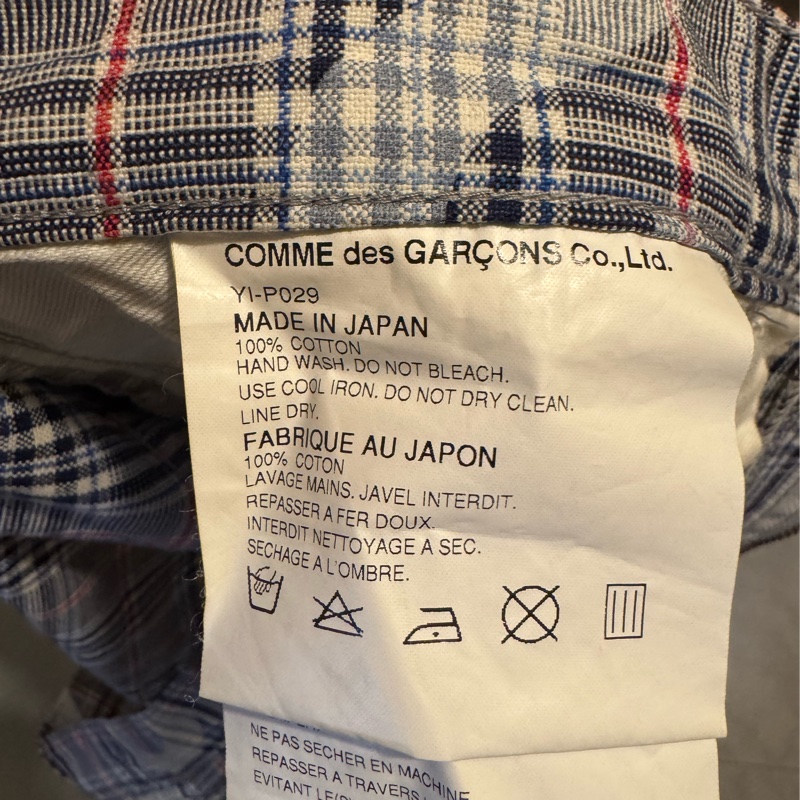 COMME des GARÇONS Co.,Ltd.
YI-P029
MADE IN JAPAN
100% COTTON
HAND WASH. DO NOT BLEACH.
USE COOL IRON. DO NOT DRY CLEAN.
LINE DRY.
FABRIQUE AU JAPON
100% COTON
LAVAGE MAINS. JAVEL INTERDIT.
REPASSER A FER DOUX.
INTERDIT NETTOYAGE A SEC.
SECHAGE A L'OMBRE.
NE PAS SECHER EN MACHINE
REPASSER A TRAVERS
EVITANT